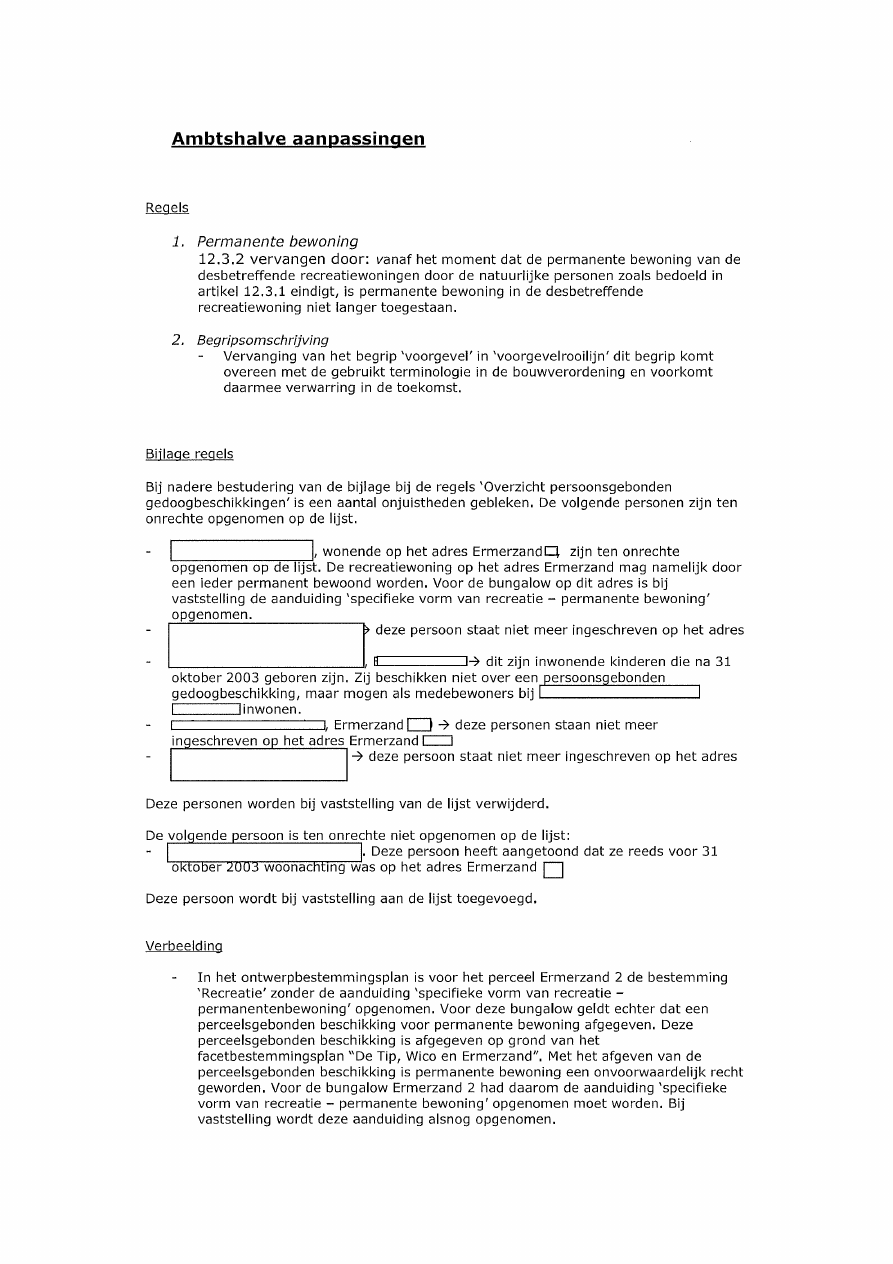 Ambtshalve aanpassingen
Regels
1. Permanente bewoning
12.3.2 vervangen door: vanaf het moment dat de permanente bewoning van de
desbetreffende recreatiewoningen door de natuurlijke personen zoals bedoeld in
artikel 12.3.1 eindigt, is permanente bewoning in de desbetreffende
recreatiewoning niet langer toegestaan.
2. Begripsomschrijving
- Vervanging van het begrip ‘voorgevel’ in ‘voorgevelrooilijn’ dit begrip komt
overeen met de gebruikt terminologie in de bouwverordening en voorkomt
daarmee verwarring in de toekomst.
Bijlage regels
Bij nadere bestudering van de bijlage bij de regels ‘Overzicht persoonsgebonden
gedoogbeschikkingen’ is een aantal onjuistheden gebleken. De volgende personen zijn ten
onrechte opgenomen op de lijst.
- , wonende op het adres Ermerzand , zijn ten onrechte
opgenomen op de lijst. De recreatiewoning op het adres Ermerzand mag namelijk door
een ieder permanent bewoond worden. Voor de bungalow op dit adres is bij
vaststelling de aanduiding ‘specifieke vorm van recreatie – permanente bewoning’
opgenomen.
- → deze persoon staat niet meer ingeschreven op het adres
- , → dit zijn inwonende kinderen die na 31
oktober 2003 geboren zijn. Zij beschikken niet over een persoonsgebonden
gedoogbeschikking, maar mogen als medebewoners bij
inwonen.
- , Ermerzand → deze personen staan niet meer
ingeschreven op het adres Ermerzand
- → deze persoon staat niet meer ingeschreven op het adres
Deze personen worden bij vaststelling van de lijst verwijderd.
De volgende persoon is ten onrechte niet opgenomen op de lijst:
- . Deze persoon heeft aangetoond dat ze reeds voor 31
oktober 2003 woonachting was op het adres Ermerzand
Deze persoon wordt bij vaststelling aan de lijst toegevoegd.
Verbeelding
- In het ontwerpbestemmingsplan is voor het perceel Ermerzand 2 de bestemming
‘Recreatie’ zonder de aanduiding ‘specifieke vorm van recreatie –
permanentenbewoning’ opgenomen. Voor deze bungalow geldt echter dat een
perceelsgebonden beschikking voor permanente bewoning afgegeven. Deze
perceelsgebonden beschikking is afgegeven op grond van het
facetbestemmingsplan “De Tip, Wico en Ermerzand”. Met het afgeven van de
perceelsgebonden beschikking is permanente bewoning een onvoorwaardelijk recht
geworden. Voor de bungalow Ermerzand 2 had daarom de aanduiding ‘specifieke
vorm van recreatie – permanente bewoning’ opgenomen moet worden. Bij
vaststelling wordt deze aanduiding alsnog opgenomen.